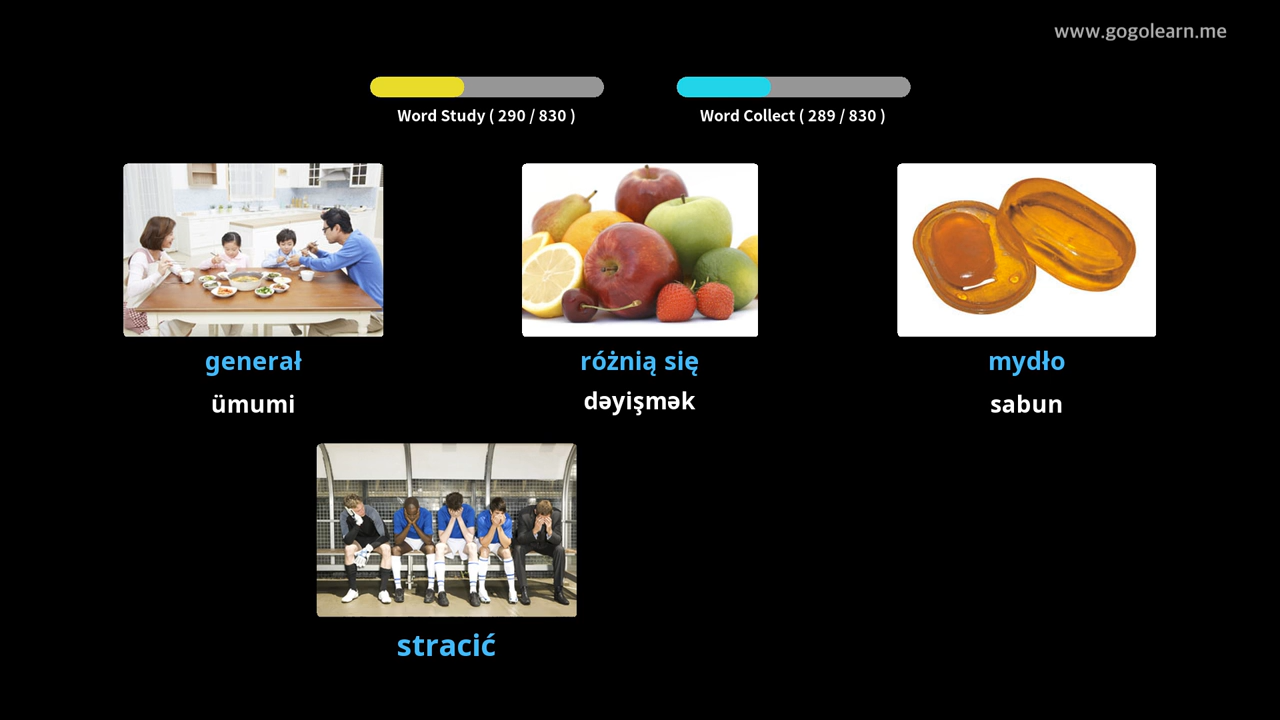 www.gogolearn.me
Word Study ( 290 / 830 )
Word Collect ( 289 / 830 )
generał
różnią się
mydło
ümumi
dəyişmək
sabun
stracić